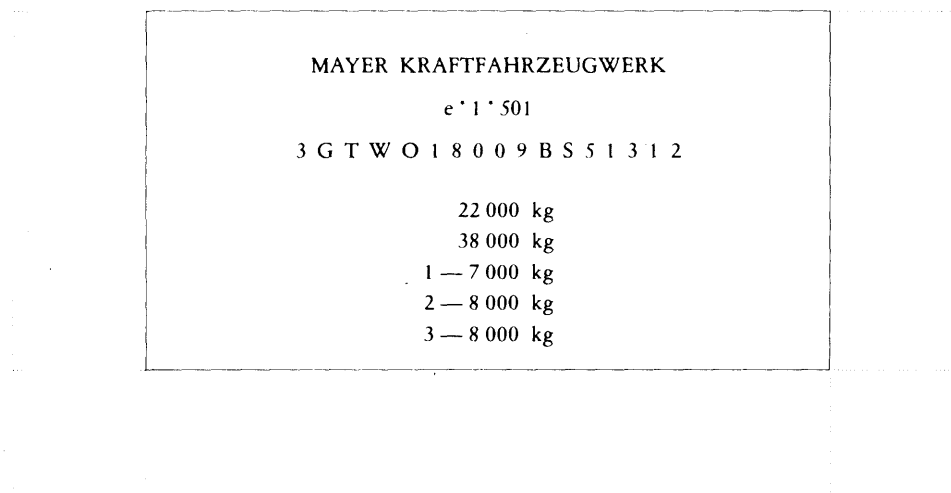 MAYER KRAFTFAHRZEUGWERK
e * 1 * 501
3 G T W O 1 8 0 0 9 B S 5 1 3 1 2
22 000 kg
38 000 kg
1 — 7 000 kg
2 — 8 000 kg
3 — 8 000 kg